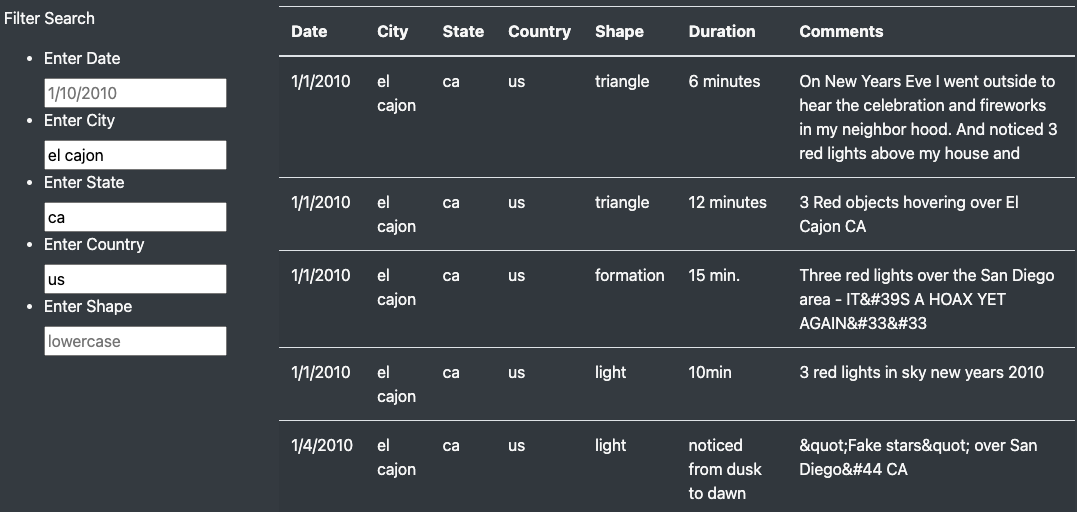 Filter Search
Enter Date
1/10/2010
Enter City
el cajon
Enter State
ca
Enter Country
us
Enter Shape
lowercase
Date City State Country Shape Duration Comments
1/1/2010 el ca us triangle 6 minutes On New Years Eve I went outside to
cajon hear the celebration and fireworks
in my neighbor hood. And noticed 3
red lights above my house and
1/1/2010 el ca us triangle 12 minutes 3 Red objects hovering over El
cajon Cajon CA
1/1/2010 el ca us formation 15 min. Three red lights over the San Diego
cajon area - IT&#39S A HOAX YET
AGAIN&#33&#33
1/1/2010 el ca us light 10min 3 red lights in sky new years 2010
cajon
1/4/2010 el ca us light noticed &quot;Fake stars&quot; over San
cajon from dusk Diego&#44 CA
to dawn